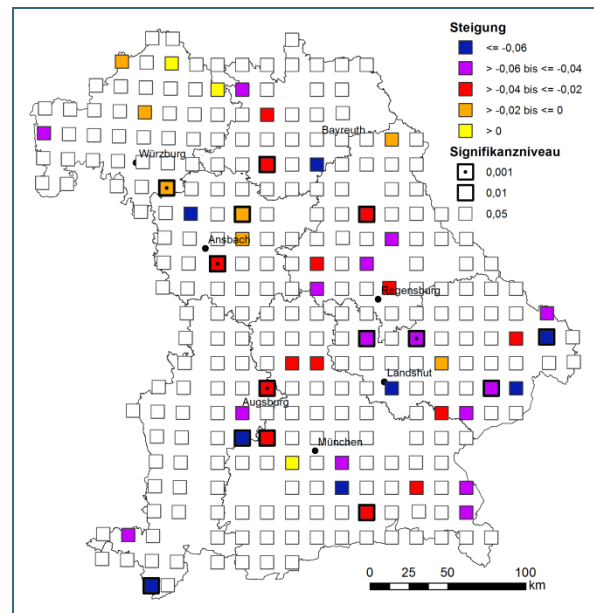 Steigung
<= -0,06
> -0,06 bis <= -0,04
> -0,04 bis <= -0,02
> -0,02 bis <= 0
> 0
Signifikanzniveau
0,001
0,01
0,05
Bayreuth
Würzburg
Ansbach
Regensburg
Landshut
Augsburg
München
0 25 50 100
km